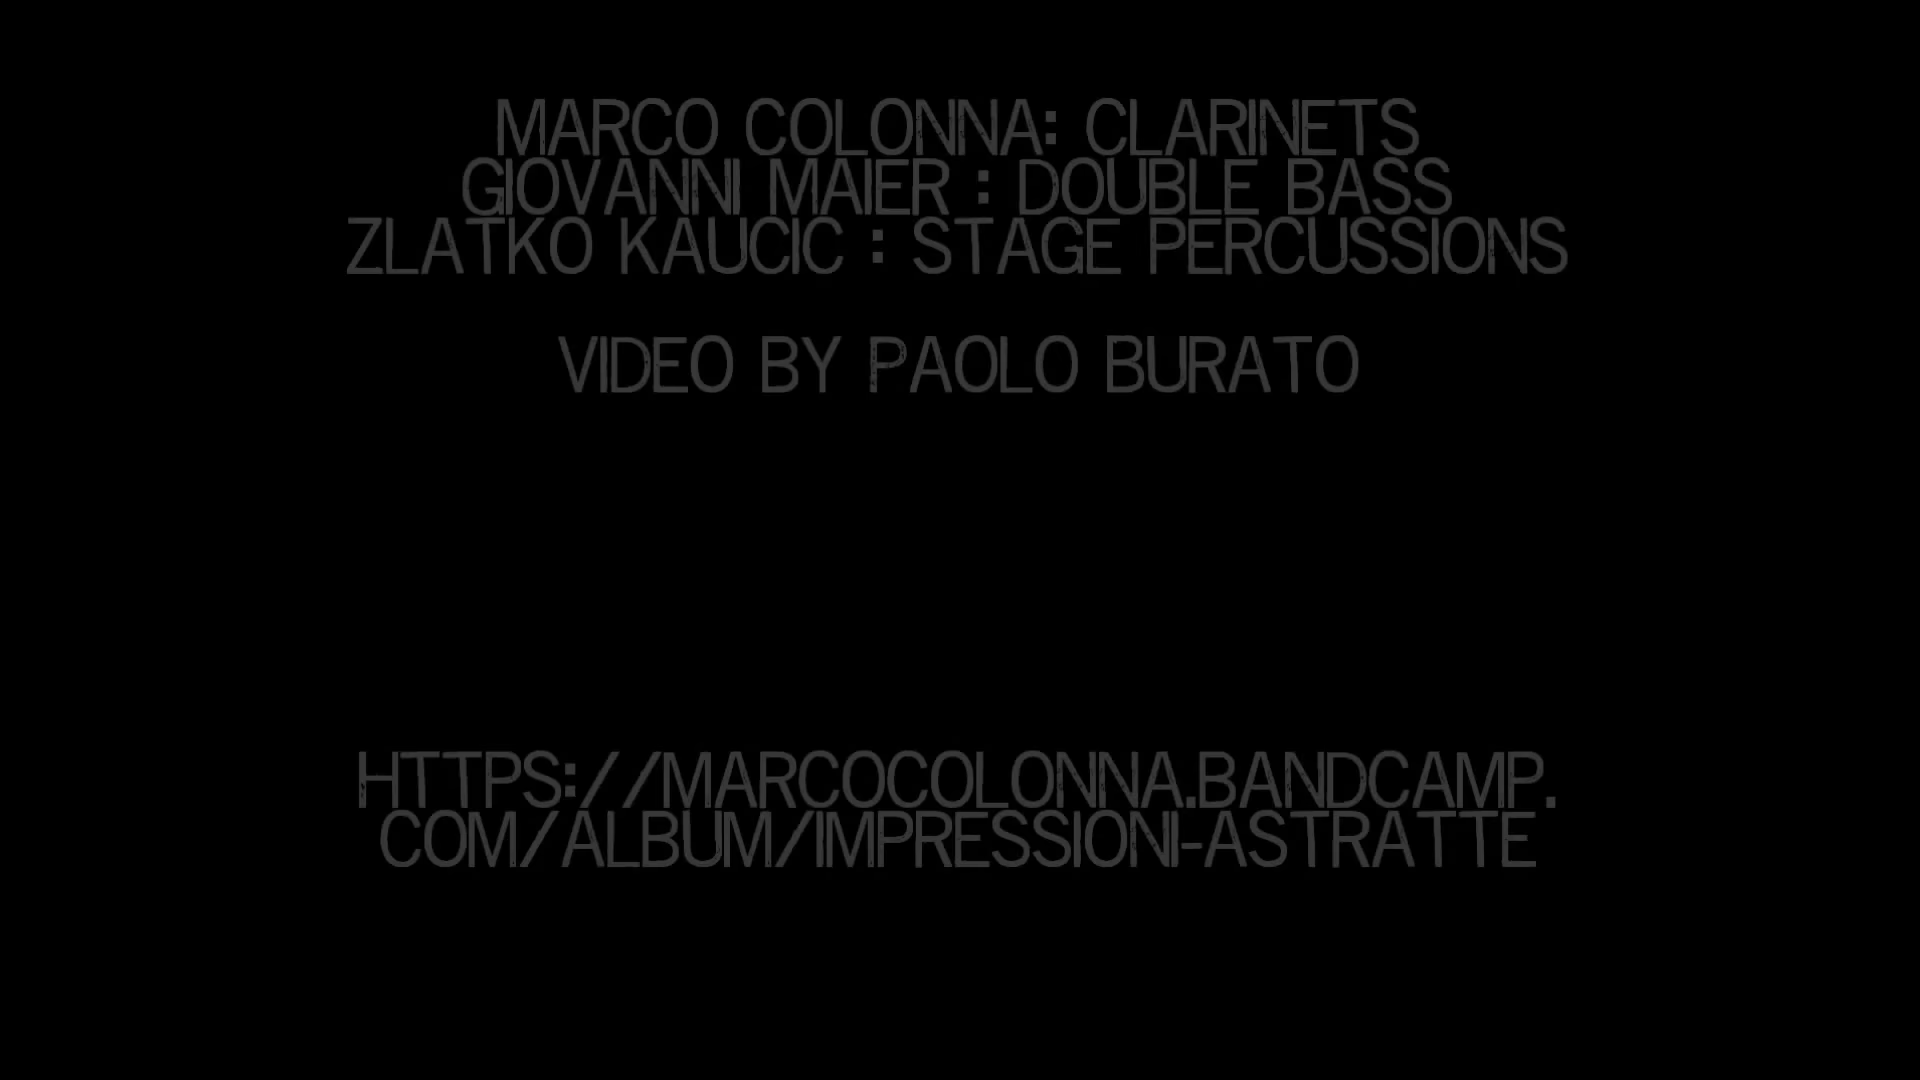 MARCO COLONNA: CLARINETS
GIOVANNI MAIER : DOUBLE BASS
ZLATKO KAUCIC : STAGE PERCUSSIONS
VIDEO BY PAOLO BURATO
HTTPS://MARCOCOLONNA.BANDCAMP.
COM/ALBUM/IMPRESSIONI-ASTRATTE